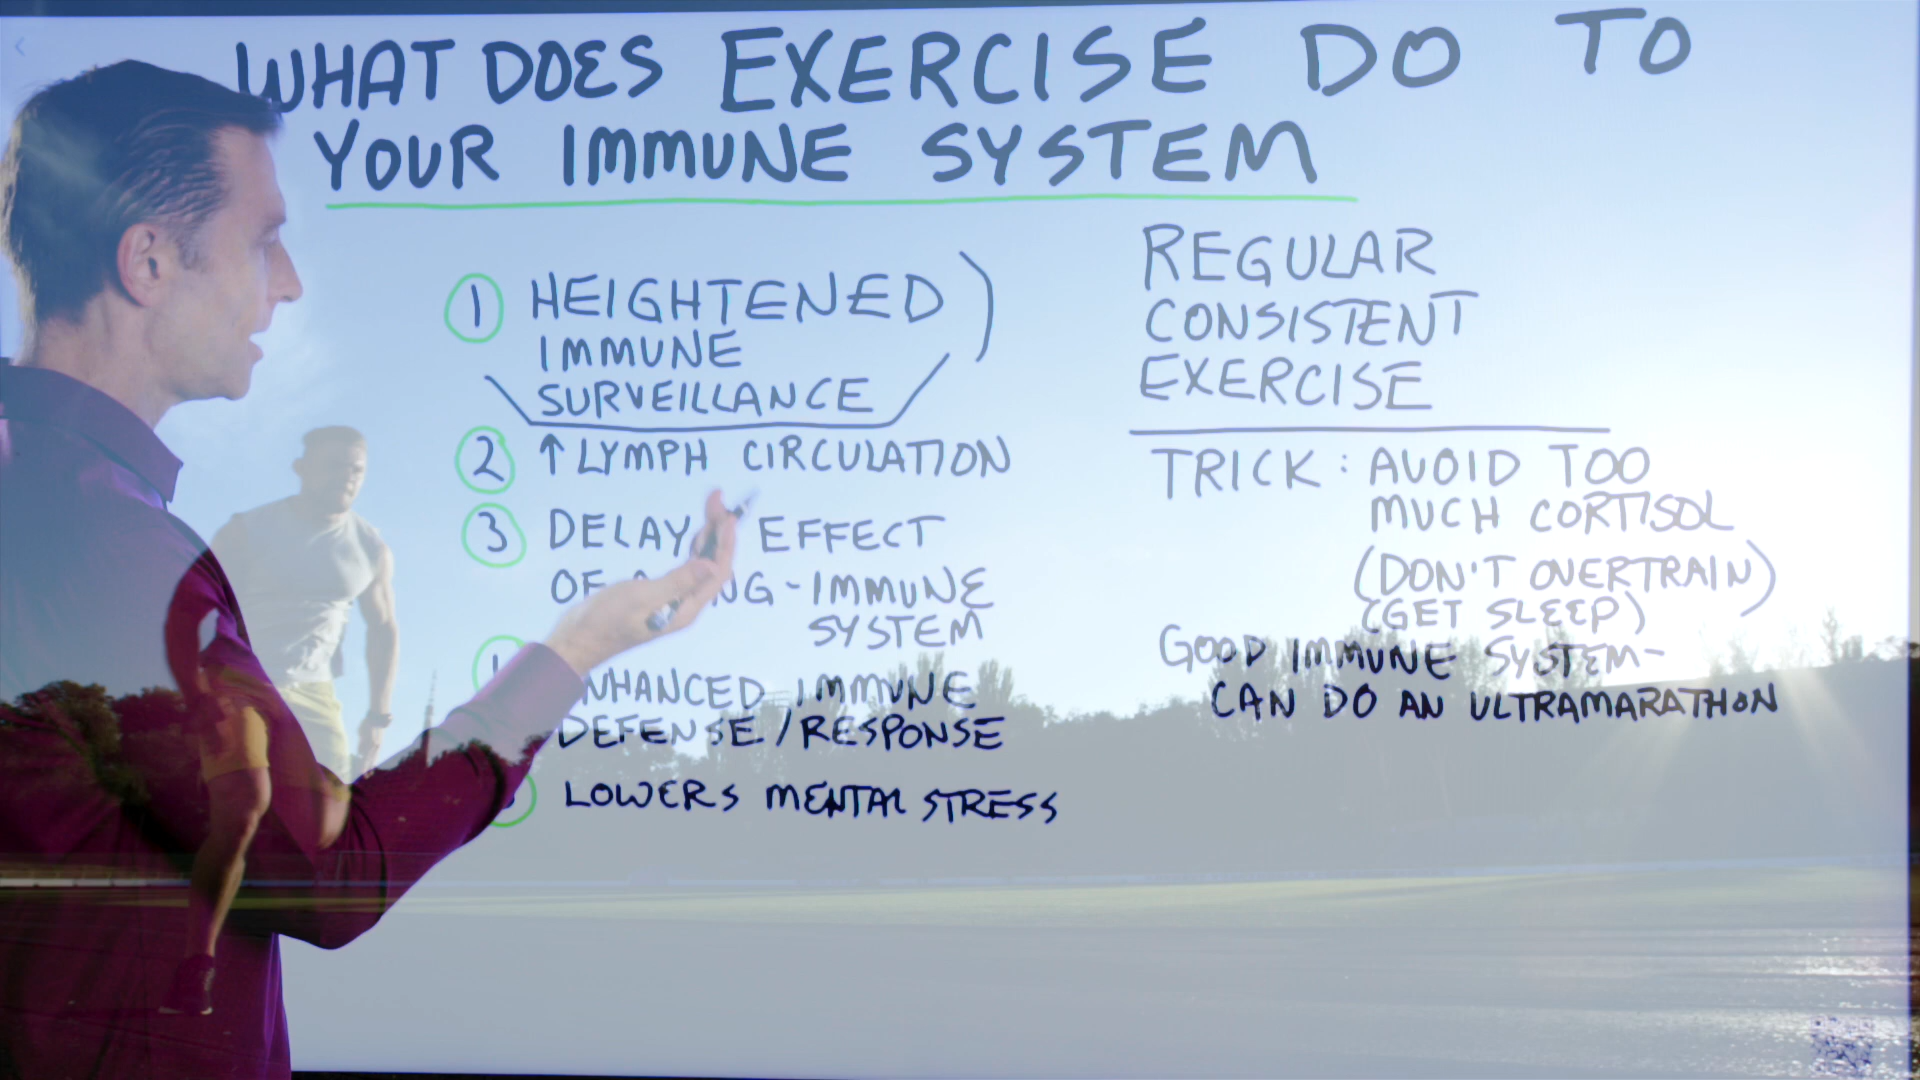 WHAT DOES EXERCISE DO TO
YOUR IMMUNE SYSTEM
1 HEIGHTENED
IMMUNE
SURVEILLANCE
2 ↑ LYMPH CIRCULATION
3 DELAY EFFECT
SYSTEM
IMMUNE
DEFENSE/RESPONSE
LOWERS MENTAL STRESS
REGULAR
CONSISTENT
EXERCISE
TRICK: AVOID TOO
MUCH CORTISOL
(DON'T OVERTRAIN)
(GET SLEEP)
GOOD IMMUNE SYSTEM-
CAN DO AN ULTRAMARATHON